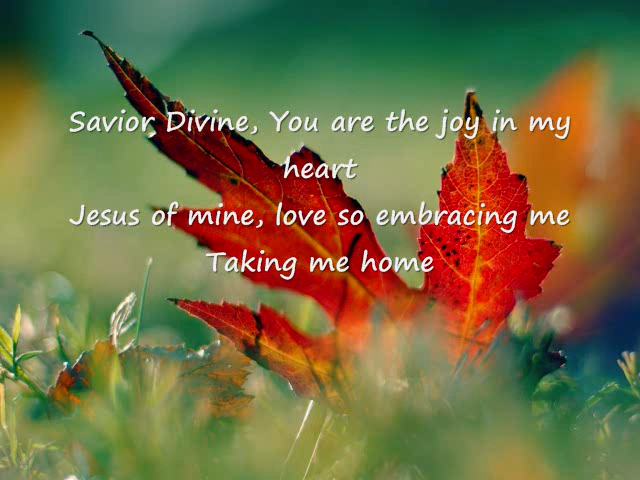 Savior Divine, You are the joy in my
heart
Jesus of mine, love so embracing me
Taking me home